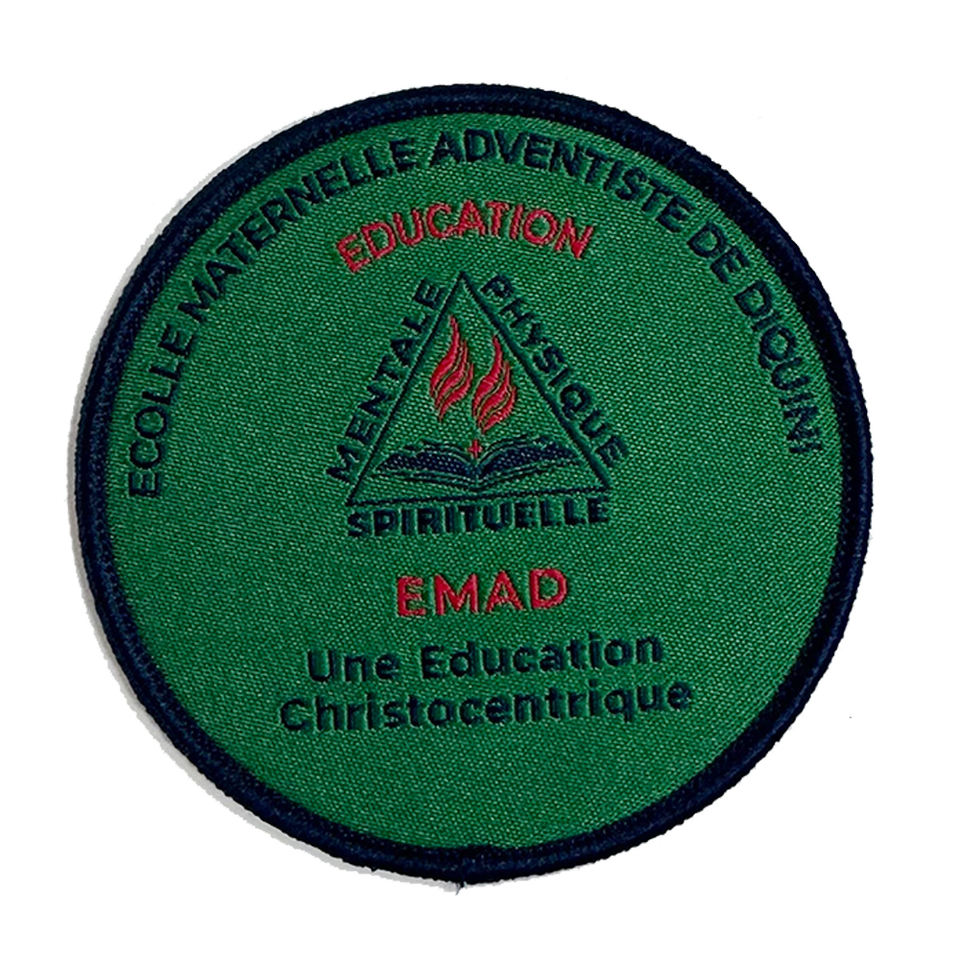 ECOLLE MATERNELLE ADVENTISTE DE DIQUINI
EDUCATION
MENTALE
PHYSIQUE
SPIRITUELLE
EMAD
Une Education
Christocentrique